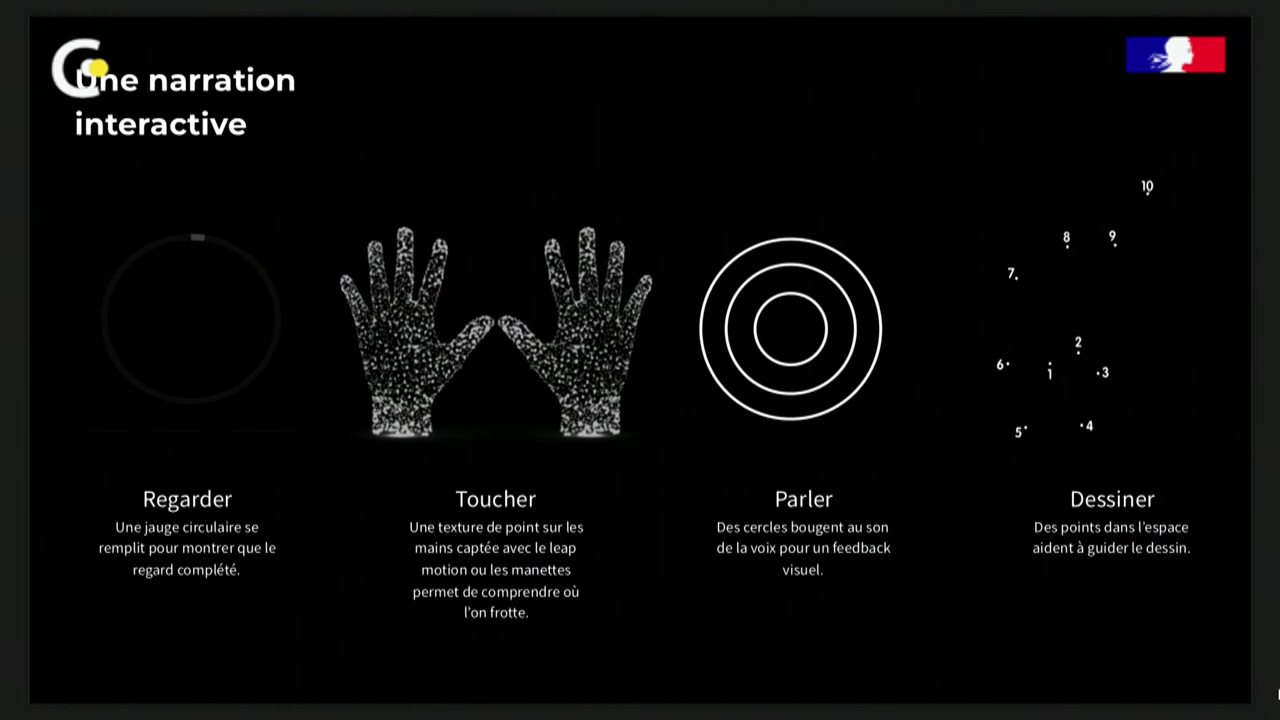 Une narration
interactive
10
8
9
7
2
6
1
3
5
4
Regarder
Une jauge circulaire se
remplit pour montrer que le
regard complété.
Toucher
Une texture de point sur les
mains captée avec le leap
motion ou les manettes
permet de comprendre où
l'on frotte.
Parler
Des cercles bougent au son
de la voix pour un feedback
visuel.
Dessiner
Des points dans l'espace
aident à guider le dessin.